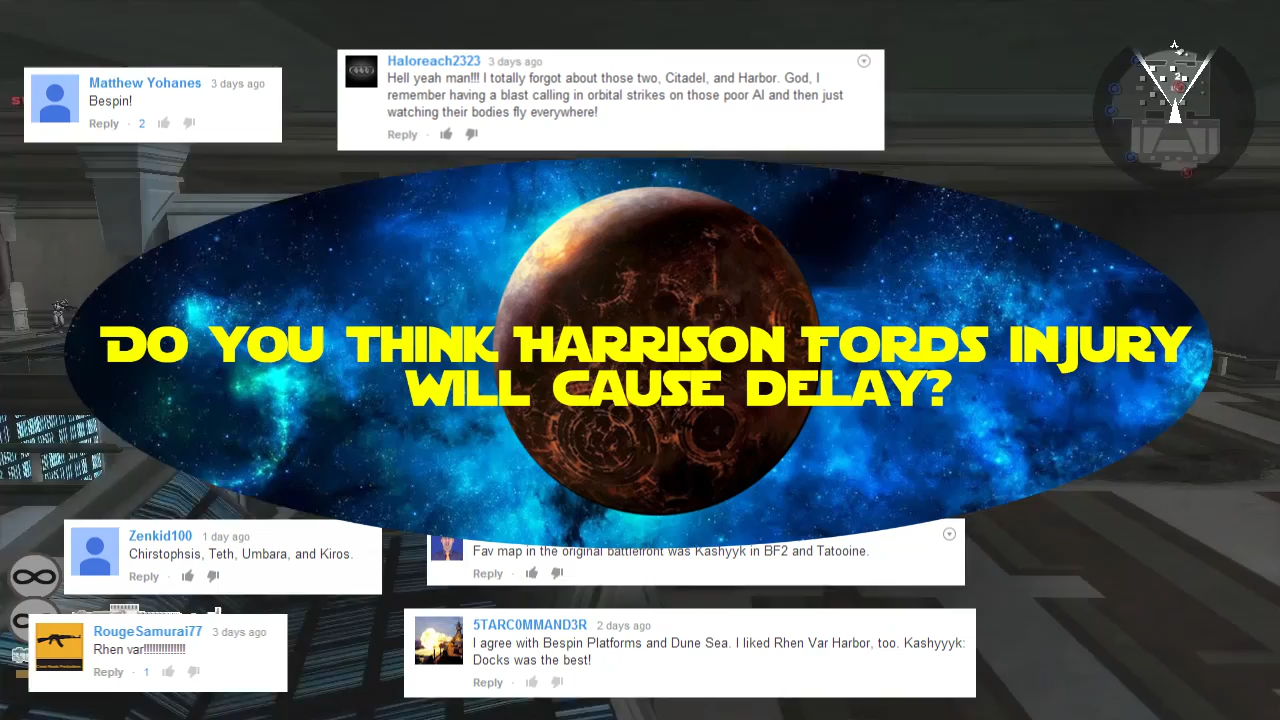 Matthew Yohanes 3 days ago
Bespin!
Reply · 2
Haloreach2323 3 days ago
Hell yeah man!!! I totally forgot about those two, Citadel, and Harbor. God, I
remember having a blast calling in orbital strikes on those poor AI and then just
watching their bodies fly everywhere!
Reply ·
Do you think Harrison Fords injury
will cause delay?
Zenkid100 1 day ago
Chirstophsis, Teth, Umbara, and Kiros.
Reply ·
Fav map in the original battlefront was Kashyyk in BF2 and Tatooine.
Reply ·
RougeSamurai77 3 days ago
Rhen var!!!!!!!!!!!!!!
Reply · 1
5TARC0MMAND3R 2 days ago
I agree with Bespin Platforms and Dune Sea. I liked Rhen Var Harbor, too. Kashyyyk:
Docks was the best!
Reply ·